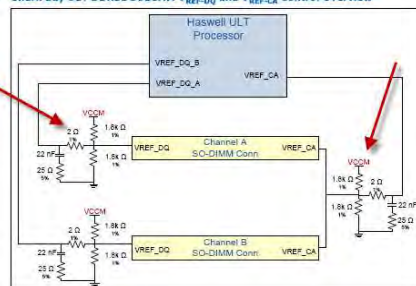 Haswell ULT
Processor
VREF_DQ_B
VREF_DQ_A
VREF_CA
VCCM
2 Ω
1%
1.8k Ω
1%
1.8k Ω
1%
22 nF
25 Ω
5%
VREF_DQ
Channel A
SO-DIMM Conn
VREF_CA
VCCM
1.8k Ω
1%
2 Ω
1%
1.8k Ω
1%
22 nF
25 Ω
5%
VCCM
2 Ω
1%
1.8k Ω
1%
1.8k Ω
1%
22 nF
25 Ω
5%
VREF_DQ
Channel B
SO-DIMM Conn
VREF_CA